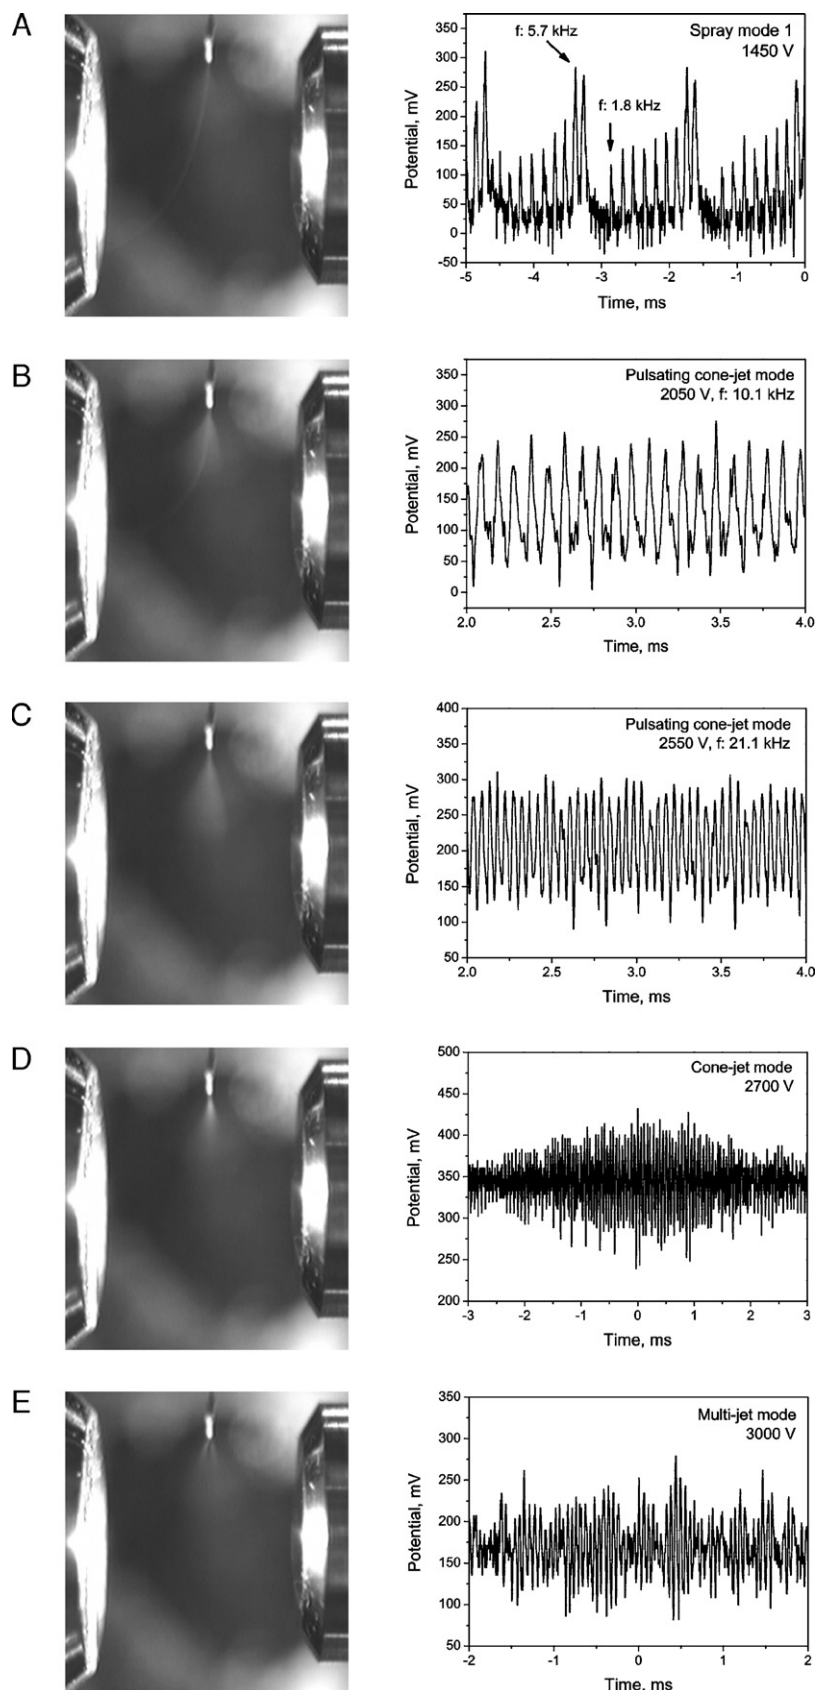 A
Spray mode 1
1450 V
f: 5.7 kHz
f: 1.8 kHz
350
300
250
200
150
100
50
0
-50
Potential, mV
-5
-4
-3
-2
-1
0
Time, ms
B
Pulsating cone-jet mode
2050 V, f: 10.1 kHz
350
300
250
200
150
100
50
0
Potential, mV
2.0
2.5
3.0
3.5
4.0
Time, ms
C
Pulsating cone-jet mode
2550 V, f: 21.1 kHz
400
350
300
250
200
150
100
50
Potential, mV
2.0
2.5
3.0
3.5
4.0
Time, ms
D
Cone-jet mode
2700 V
500
450
400
350
300
250
200
Potential, mV
-3
-2
-1
0
1
2
3
Time, ms
E
Multi-jet mode
3000 V
350
300
250
200
150
100
50
Potential, mV
-2
-1
0
1
2
Time, ms